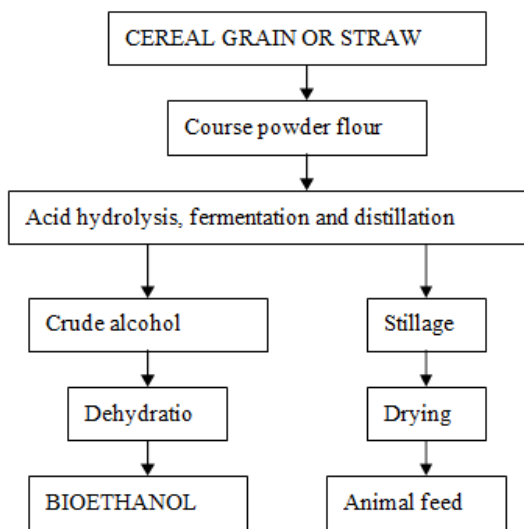 CEREAL GRAIN OR STRAW
Course powder flour
Acid hydrolysis, fermentation and distillation
Crude alcohol
Stillage
Dehydratio
Drying
BIOETHANOL
Animal feed